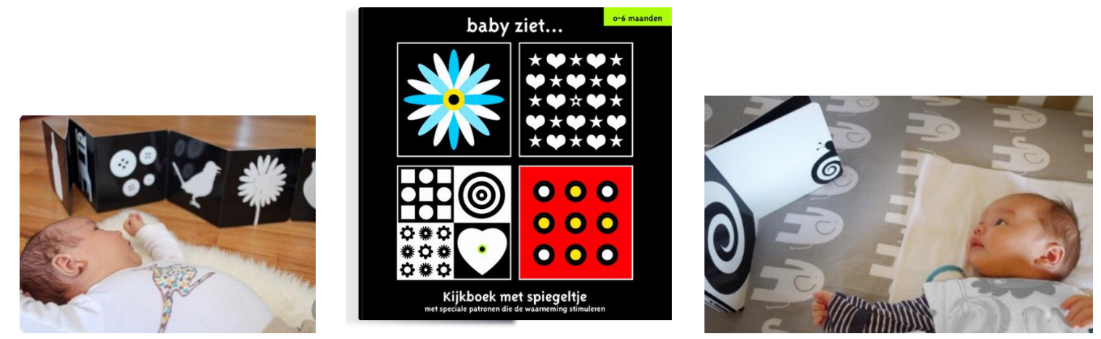 0-6 maanden
baby ziet...
Kijkboek met spiegeltje
met speciale patronen die de waarneming stimuleren